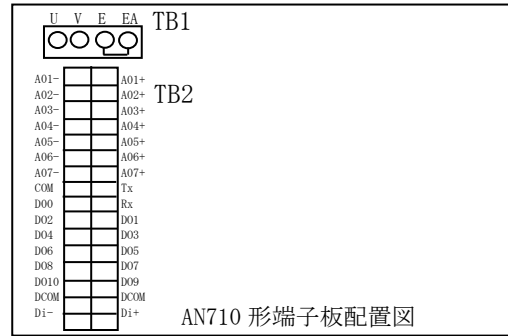 U V E EA TB1
TB2
A01- A01+
A02- A02+
A03- A03+
A04- A04+
A05- A05+
A06- A06+
A07- A07+
COM Tx
D00 Rx
D02 D01
D04 D03
D06 D05
D08 D07
D010 D09
DCOM DCOM
Di- Di+
AN710 形端子板配置図